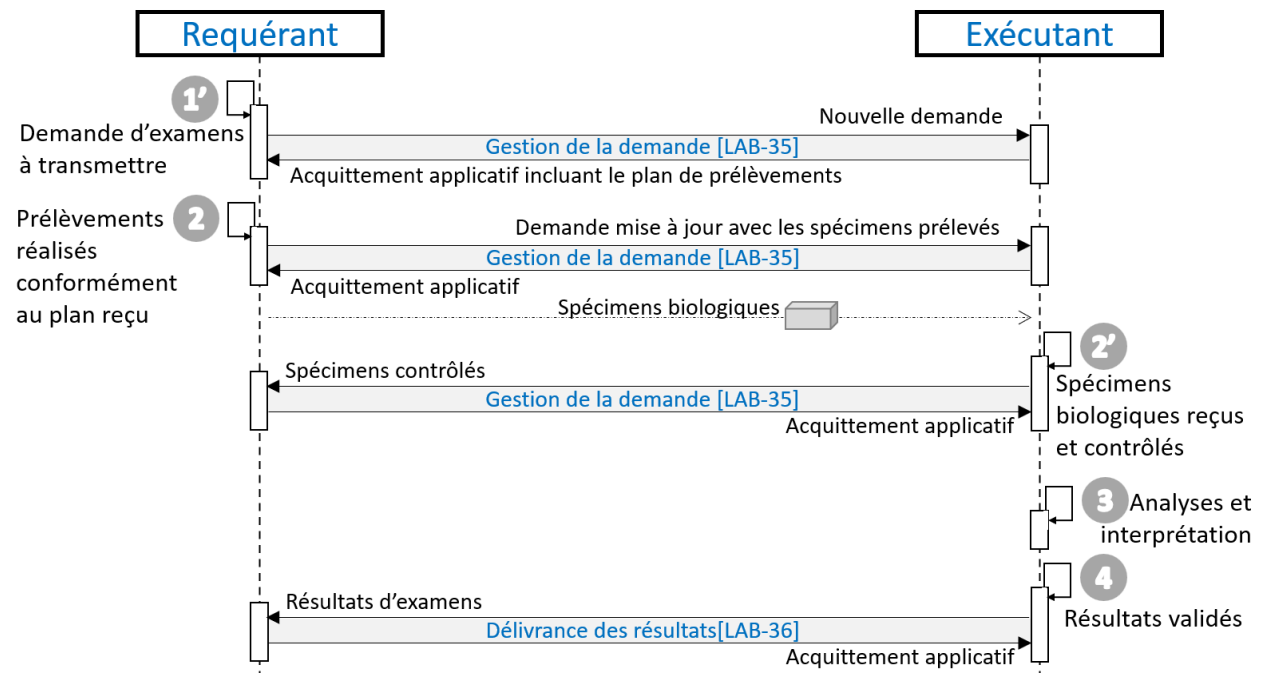 Requérant
Exécutant
1’
Demande d’examens
à transmettre
Nouvelle demande
Gestion de la demande [LAB-35]
Acquittement applicatif incluant le plan de prélèvements
2
Prélèvements
réalisés
conformément
au plan reçu
Demande mise à jour avec les spécimens prélevés
Gestion de la demande [LAB-35]
Acquittement applicatif
Spécimens biologiques
2’
Spécimens
biologiques reçus
et contrôlés
Spécimens contrôlés
Gestion de la demande [LAB-35]
Acquittement applicatif
3
Analyses et
interprétation
4
Résultats validés
Résultats d’examens
Délivrance des résultats[LAB-36]
Acquittement applicatif